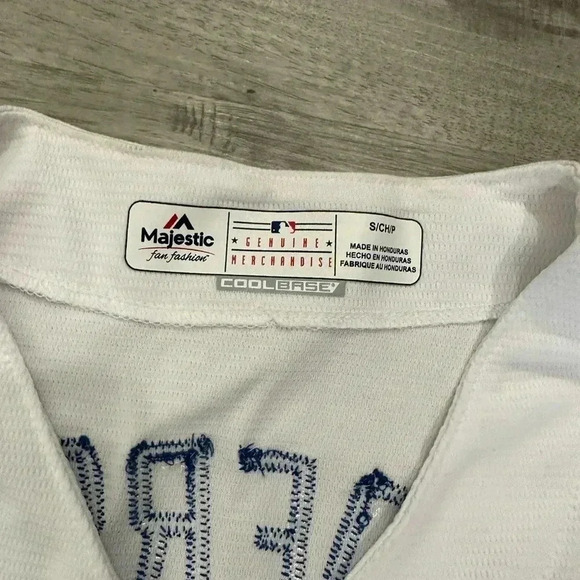 Majestic
fan fashion
GENUINE
MERCHANDISE
S/CH/P
MADE IN HONDURAS
HECHO EN HONDURAS
FABRIQUE AU HONDURAS
COOLBASE